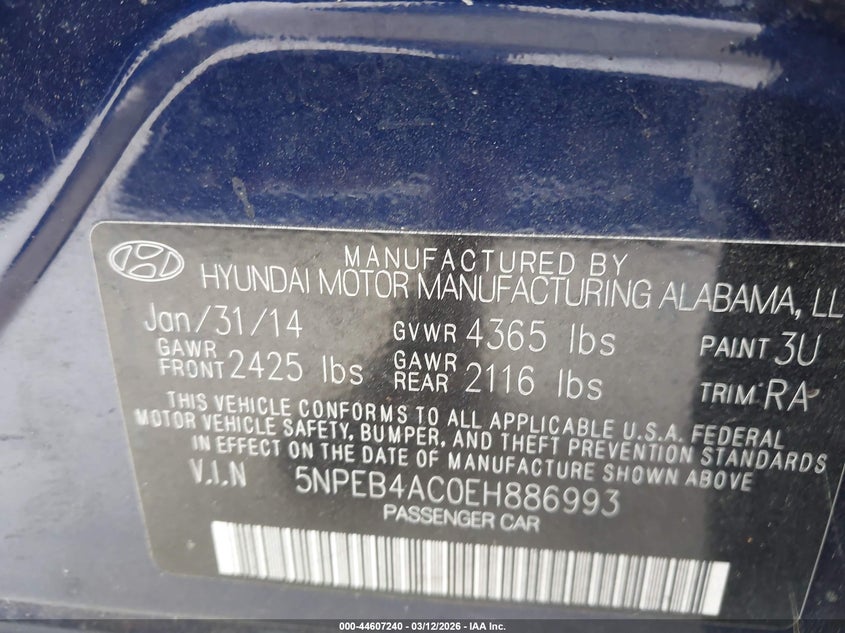 MANUFACTURED BY
HYUNDAI MOTOR MANUFACTURING ALABAMA, LL
Jan/31/14 GVWR 4365 lbs PAINT 3U
GAWR FRONT 2425 lbs GAWR REAR 2116 lbs TRIM RA
THIS VEHICLE CONFORMS TO ALL APPLICABLE U.S.A. FEDERAL
MOTOR VEHICLE SAFETY, BUMPER, AND THEFT PREVENTION STANDARDS
IN EFFECT ON THE DATE OF MANUFACTURE SHOWN ABOVE
V.I.N 5NPEB4AC0EH886993
PASSENGER CAR
000-44607240 - 03/12/2026 - IAA Inc.